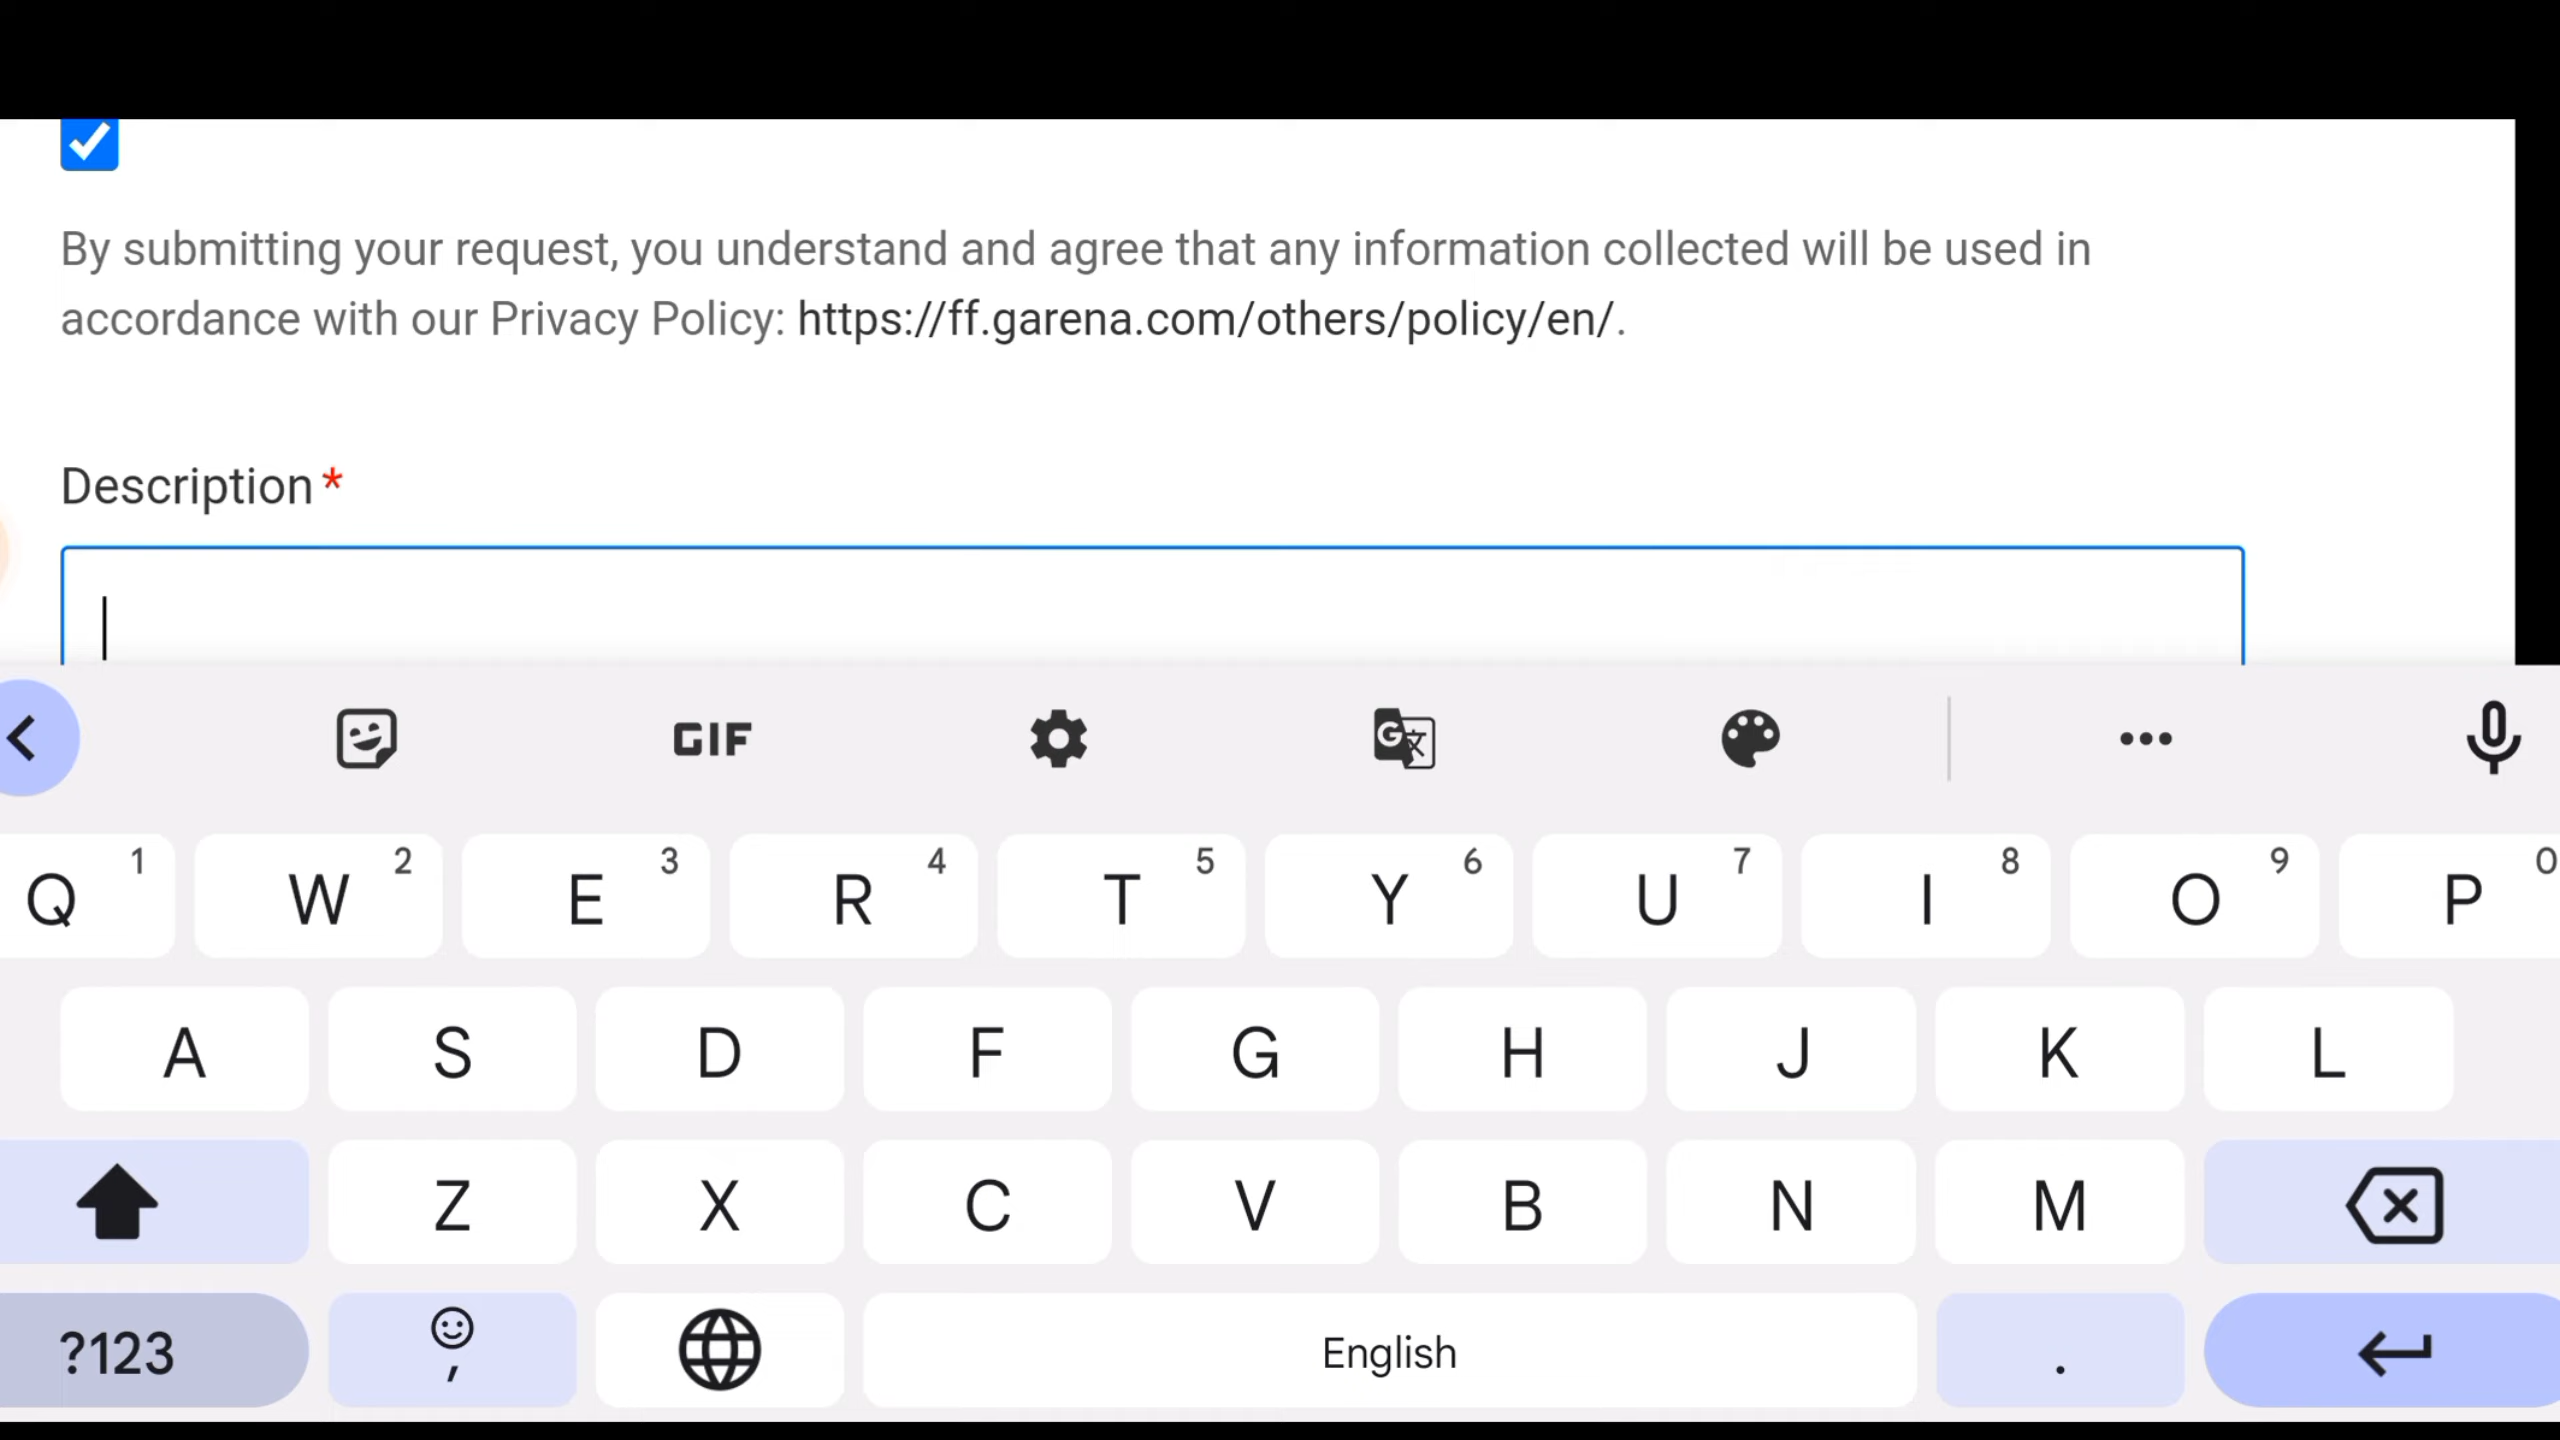 By submitting your request, you understand and agree that any information collected will be used in
accordance with our Privacy Policy: https://ff.garena.com/others/policy/en/.
Description*
GIF
Q 1 W 2 E 3 R 4 T 5 Y 6 U 7 I 8 O 9 P 0
A S D F G H J K L
Z X C V B N M
?123 , English .